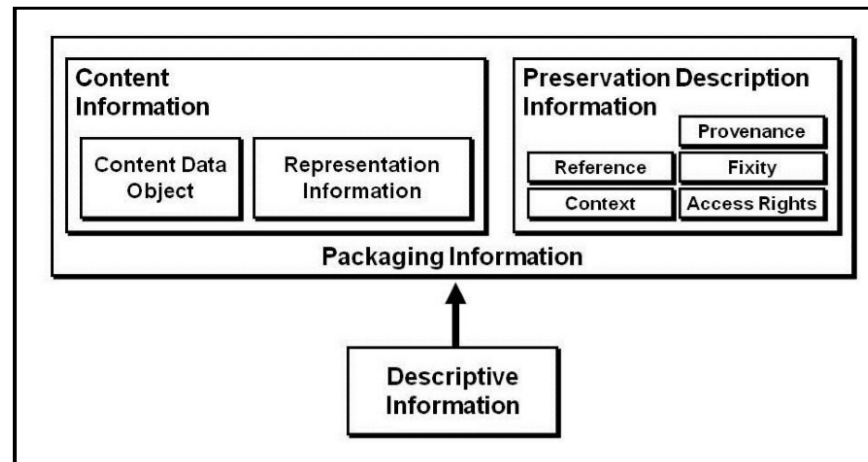 Content
Information
Content Data
Object
Representation
Information
Preservation Description
Information
Provenance
Reference
Fixity
Context
Access Rights
Packaging Information
Descriptive
Information